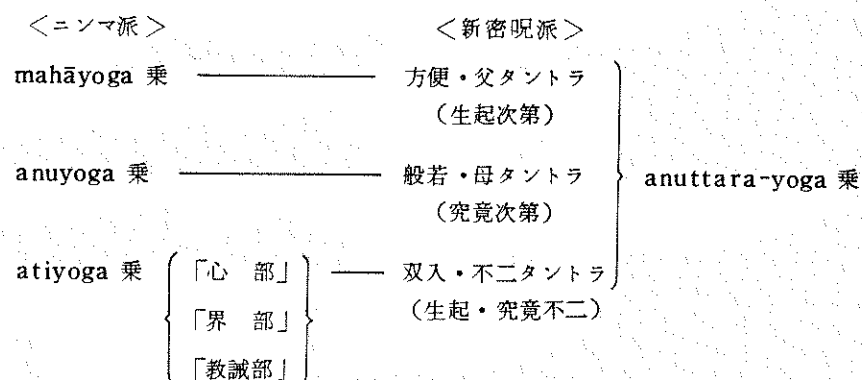 ＜ニンマ派＞ ＜新密呪派＞
mahāyoga 乗 方便・父タントラ
（生起次第）
anuyoga 乗 般若・母タントラ anuttara-yoga 乗
（究竟次第）
atiyoga 乗 「心 部」 双入・不二タントラ
「界 部」 （生起・究竟不二）
「教誡部」